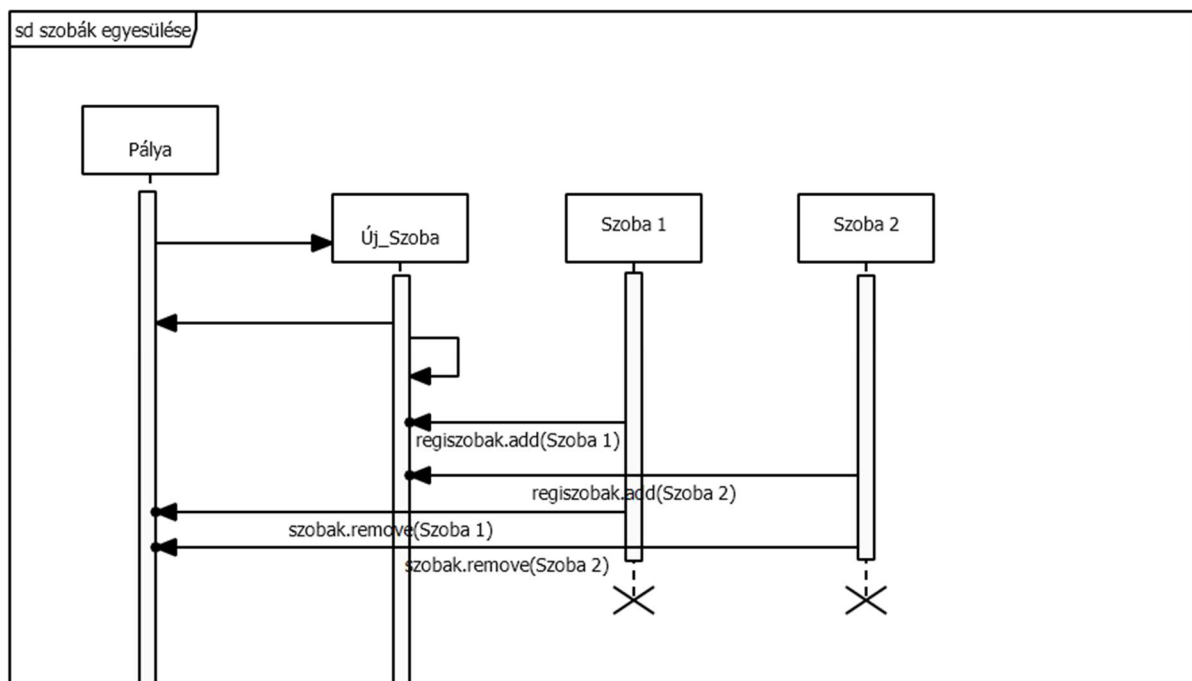 sd szobák egyesülése
Pálya
Új_Szoba
Szoba 1
Szoba 2
regiszobak.add(Szoba 1)
regiszobak.add(Szoba 2)
szobak.remove(Szoba 1)
szobak.remove(Szoba 2)